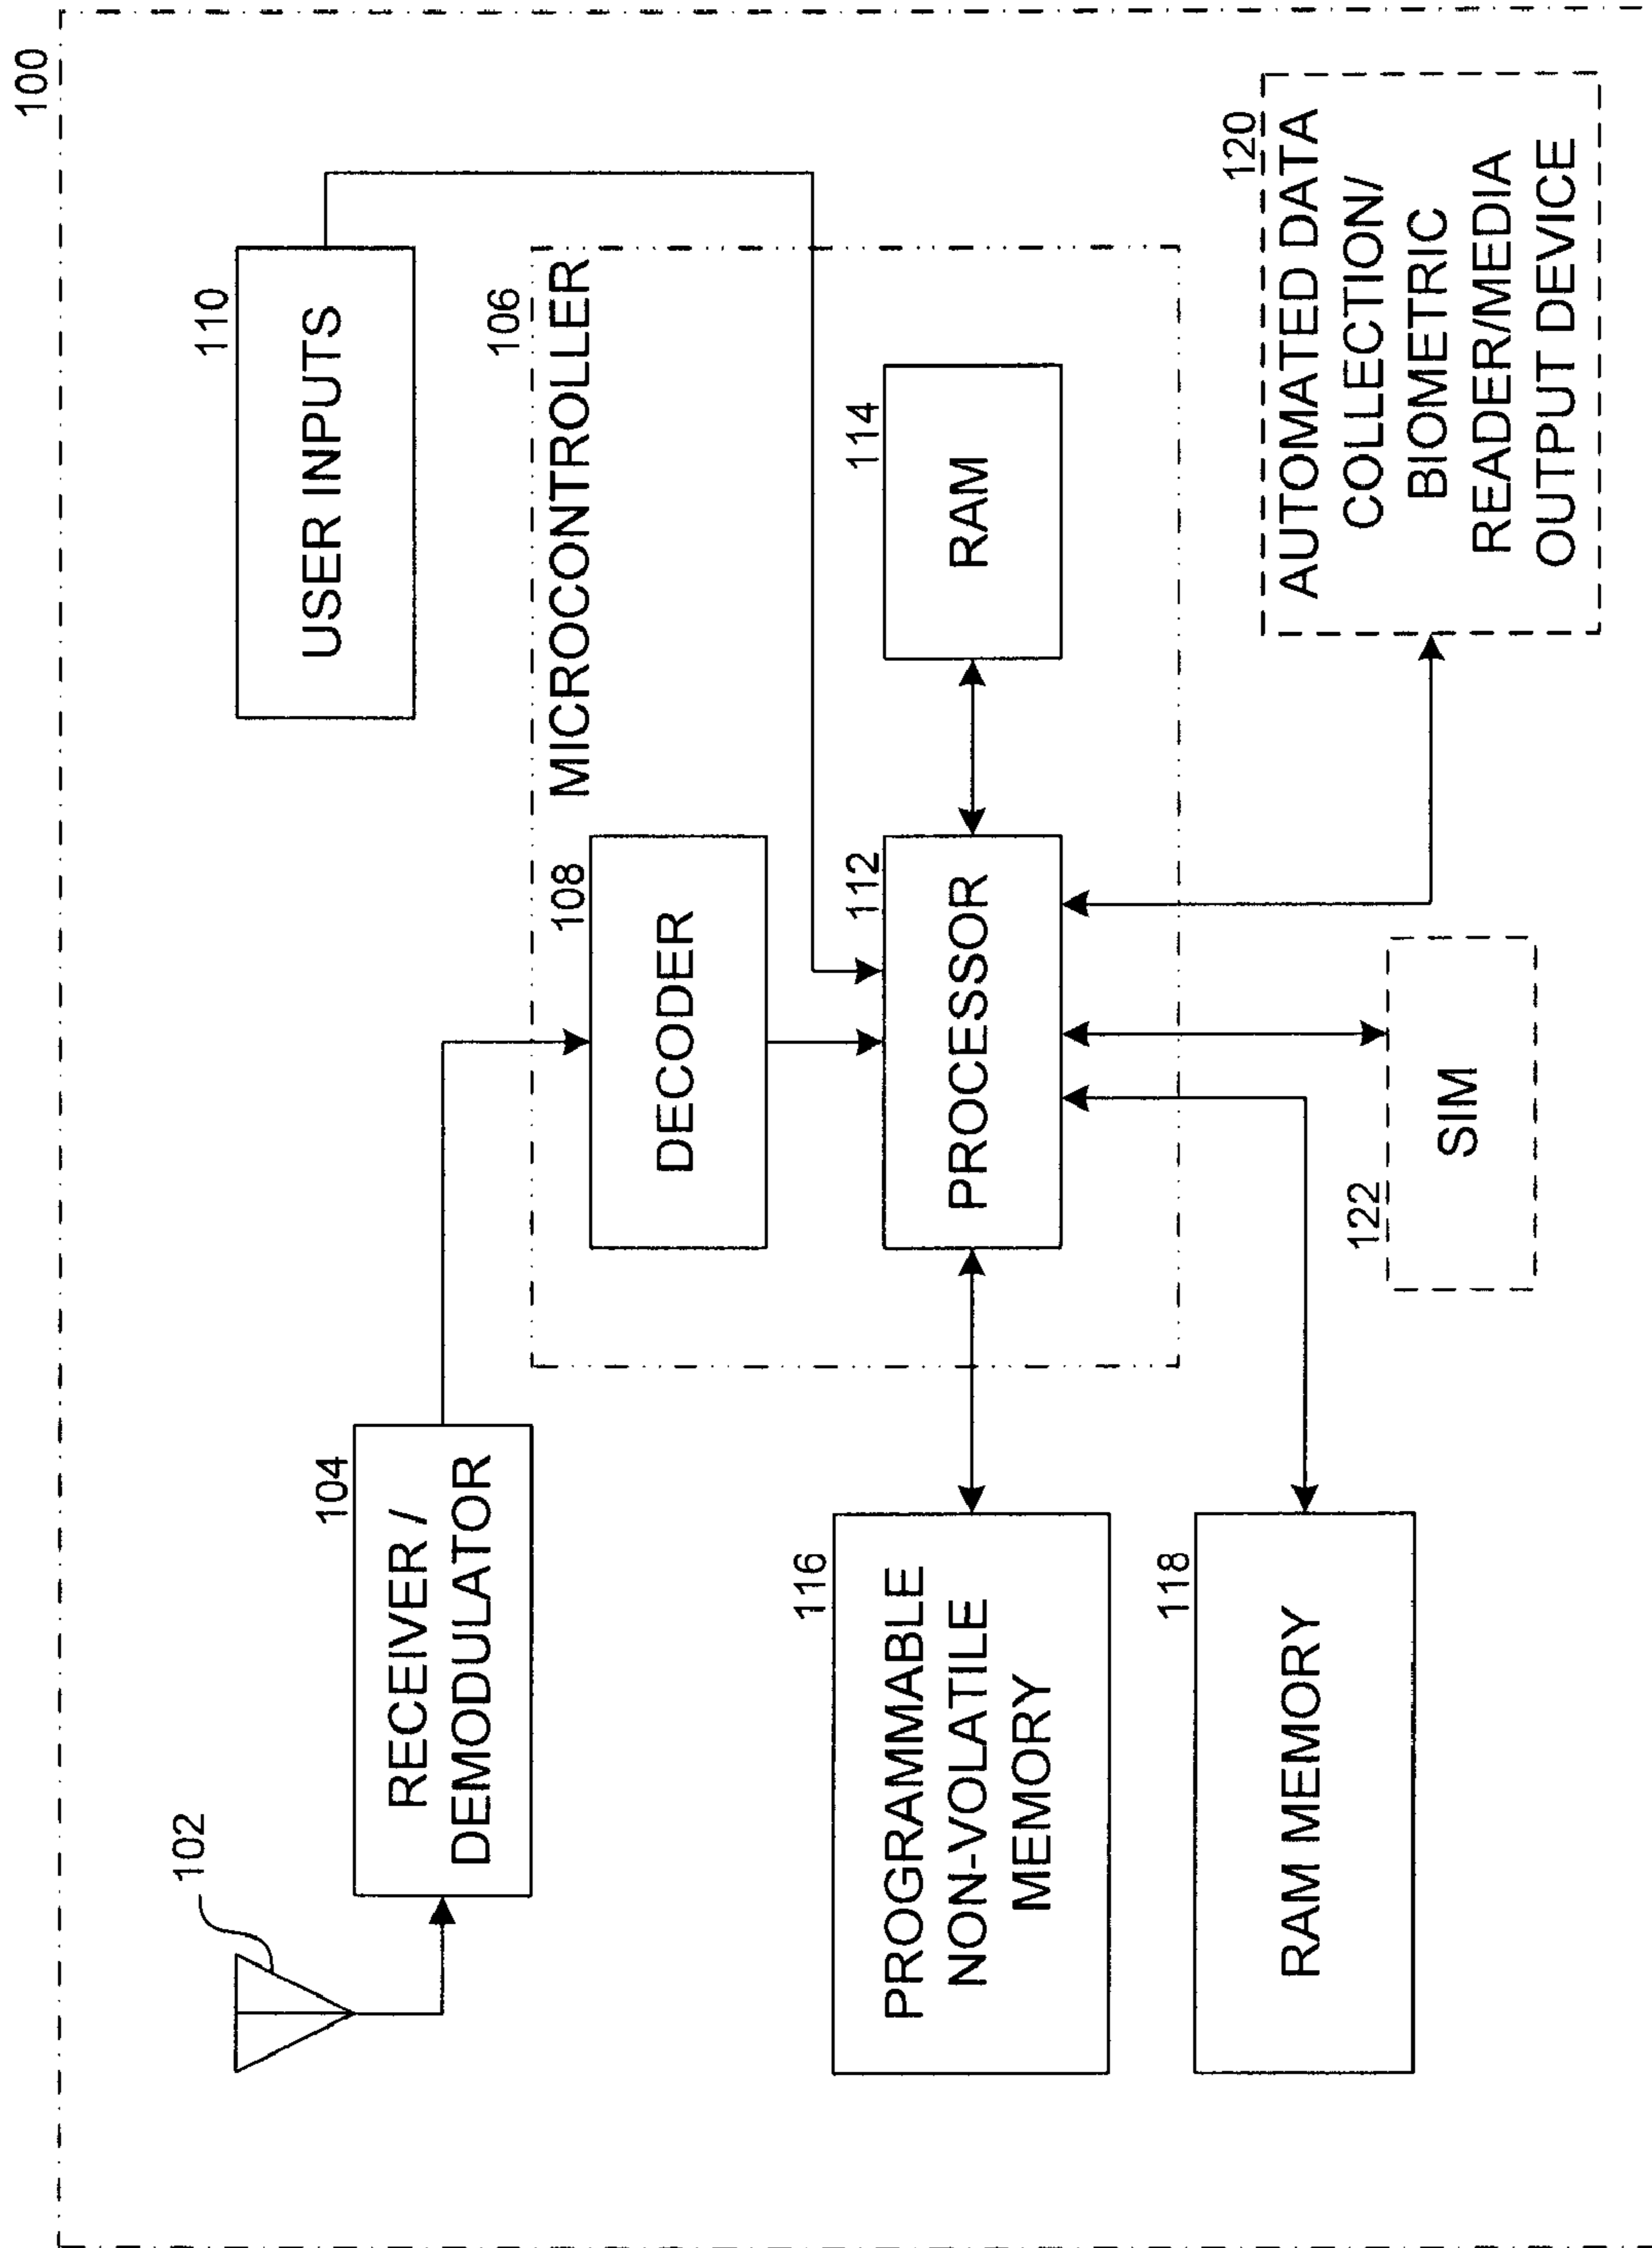 100
102
104
RECEIVER /
DEMODULATOR
110
USER INPUTS
106
MICROCONTROLLER
108
DECODER
112
PROCESSOR
114
RAM
116
PROGRAMMABLE
NON-VOLATILE
MEMORY
118
RAM MEMORY
122
SIM
120
AUTOMATED DATA
COLLECTION/
BIOMETRIC
READER/MEDIA
OUTPUT DEVICE